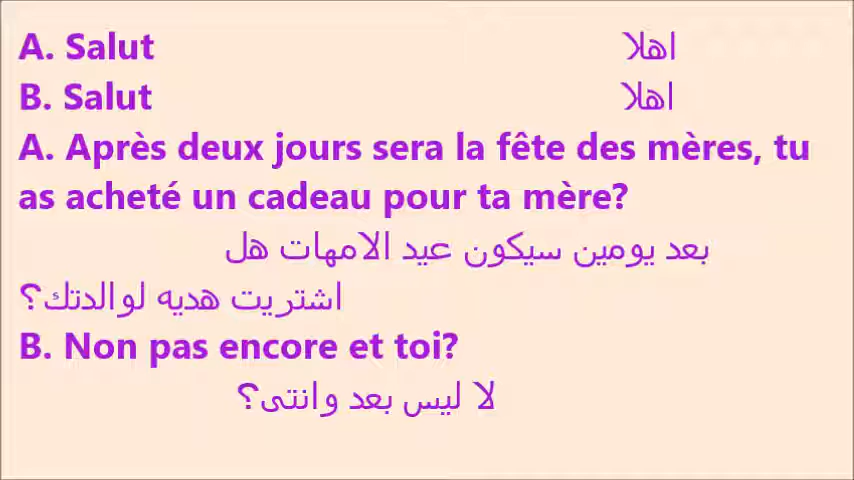 A. Salut اهلا
B. Salut اهلا
A. Après deux jours sera la fête des mères, tu
as acheté un cadeau pour ta mère?
بعد يومين سيكون عيد الامهات هل
اشتريت هديه لوالدتك؟
B. Non pas encore et toi?
لا ليس بعد وانتى؟